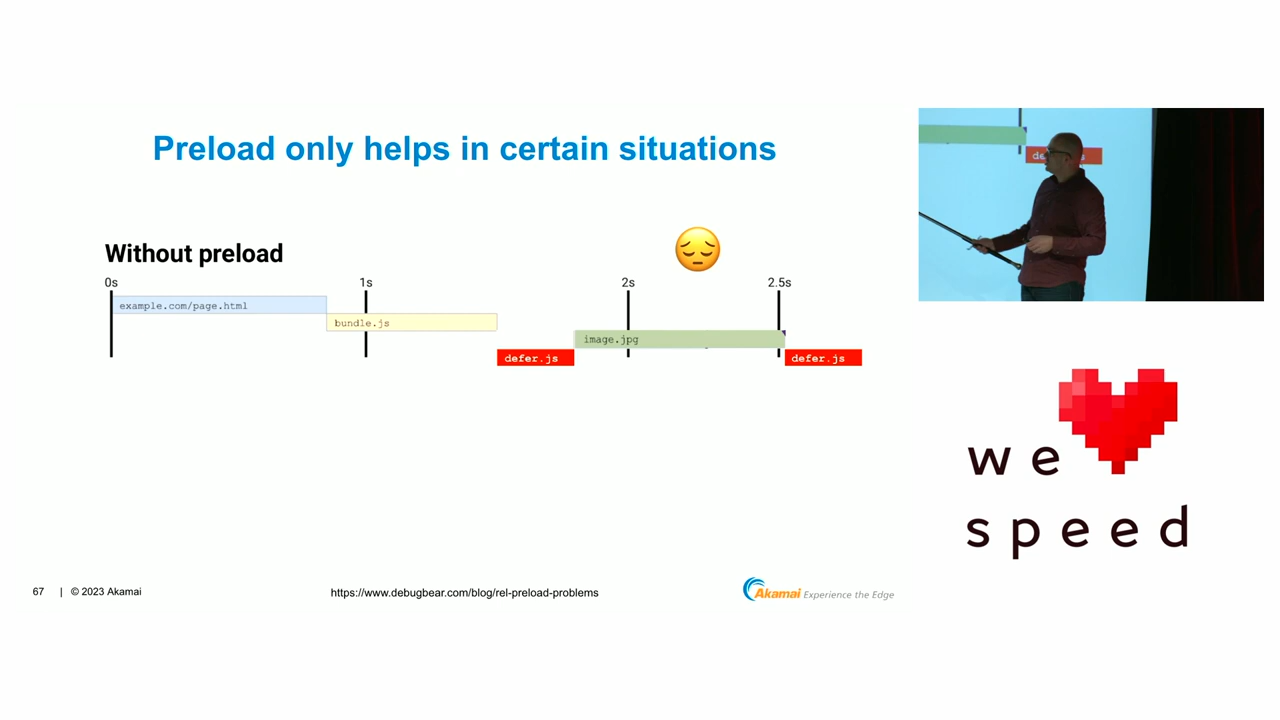 Preload only helps in certain situations
Without preload
0s
1s
2s
2.5s
example.com/page.html
bundle.js
image.jpg
defer.js
defer.js
67 | © 2023 Akamai
https://www.debugbear.com/blog/rel-preload-problems
Akamai Experience the Edge
we
speed